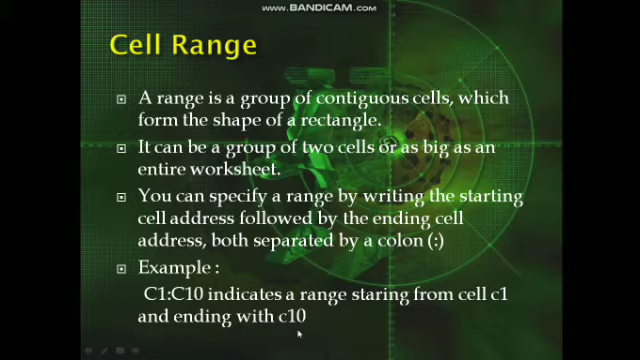 www.BANDICAM.com
Cell Range
A range is a group of contiguous cells, which
form the shape of a rectangle.
It can be a group of two cells or as big as an
entire worksheet.
You can specify a range by writing the starting
cell address followed by the ending cell
address, both separated by a colon (:)
Example :
C1:C10 indicates a range staring from cell c1
and ending with c10